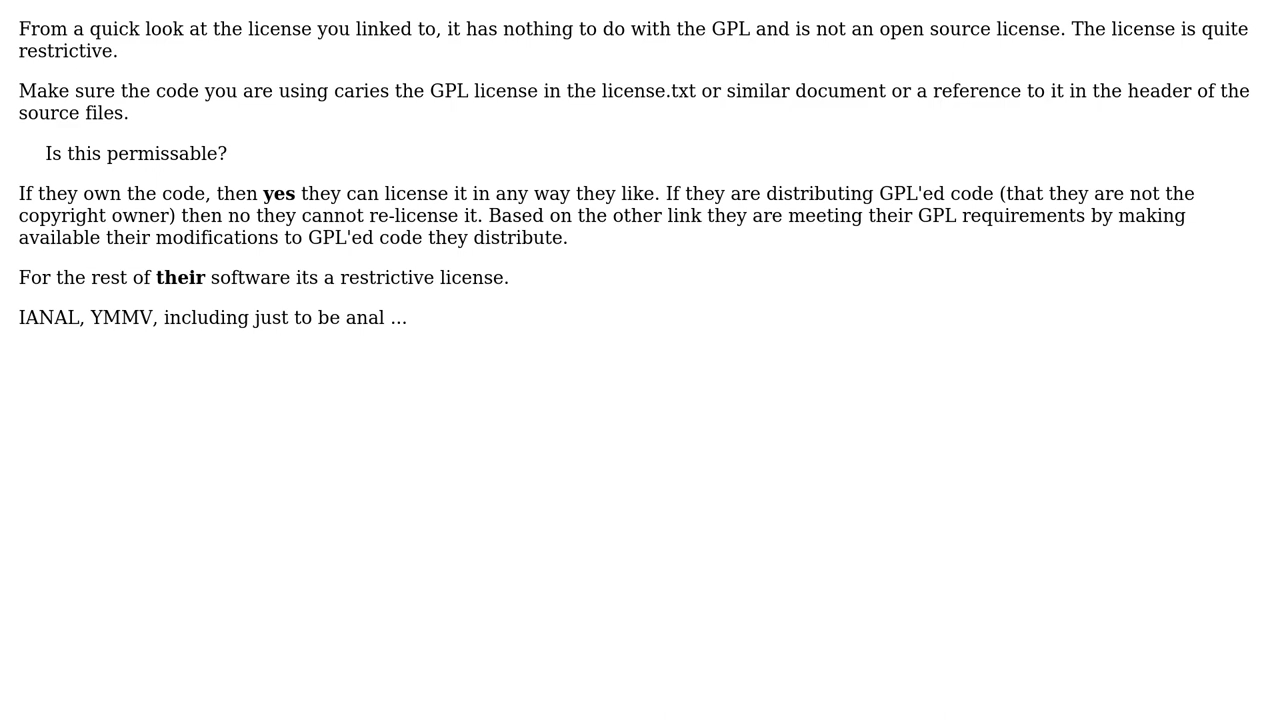 From a quick look at the license you linked to, it has nothing to do with the GPL and is not an open source license. The license is quite
restrictive.
Make sure the code you are using caries the GPL license in the license.txt or similar document or a reference to it in the header of the
source files.
Is this permissable?
If they own the code, then yes they can license it in any way they like. If they are distributing GPL'ed code (that they are not the
copyright owner) then no they cannot re-license it. Based on the other link they are meeting their GPL requirements by making
available their modifications to GPL'ed code they distribute.
For the rest of their software its a restrictive license.
IANAL, YMMV, including just to be anal ...